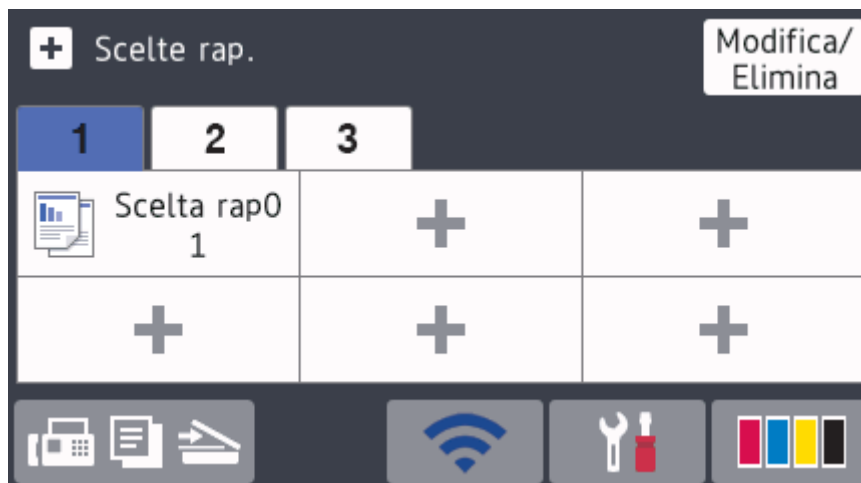 Scelte rap.
Modifica/
Elimina
1
2
3
Scelta rap0
1